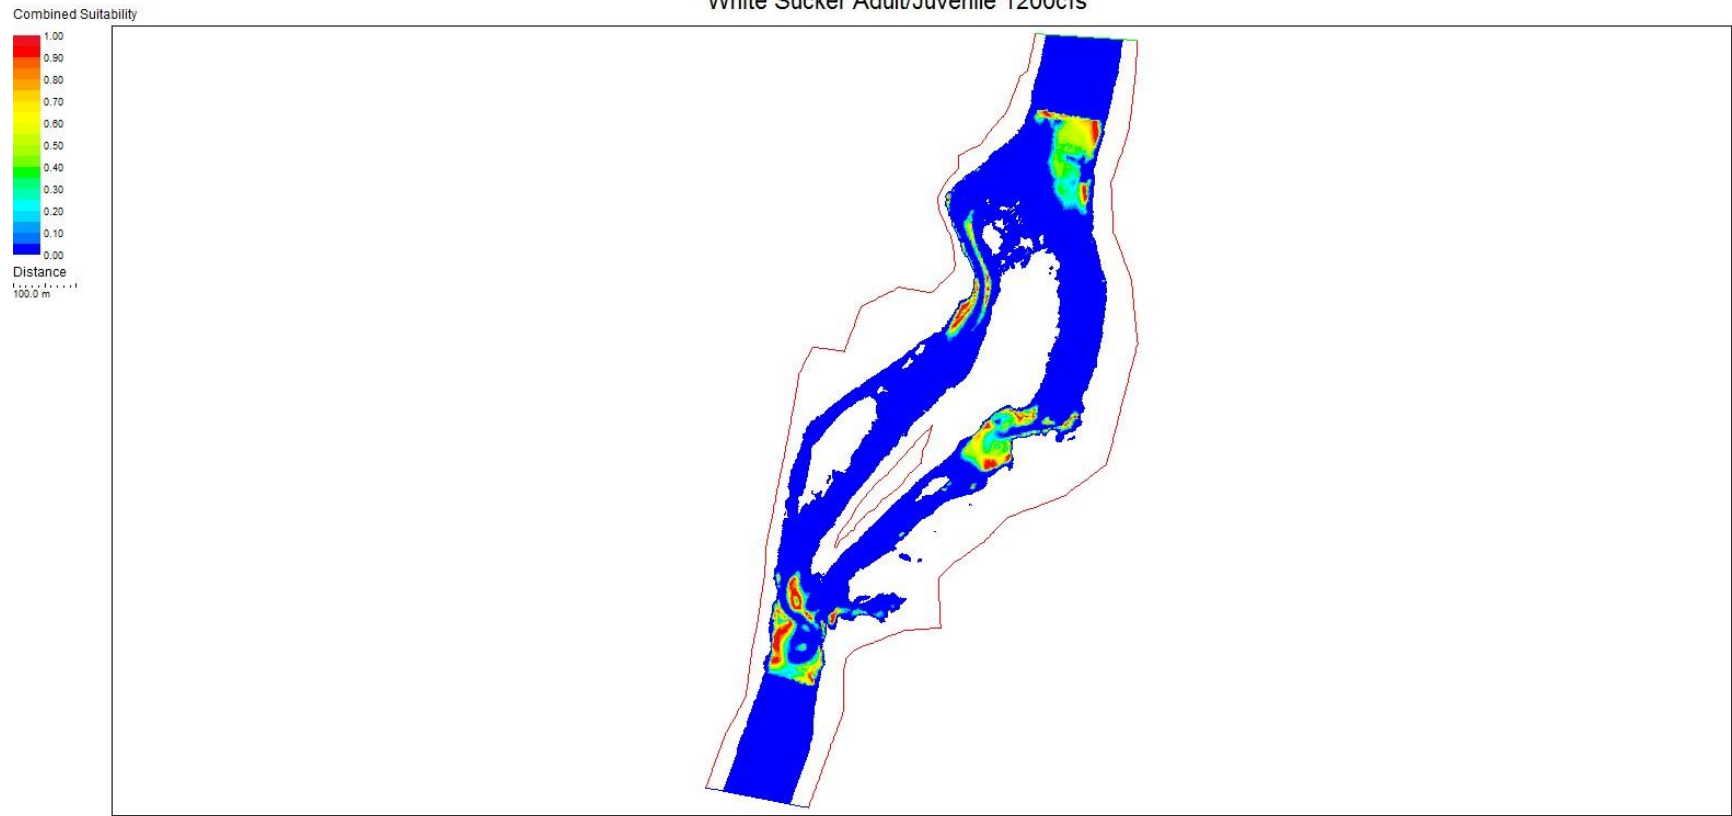 White Sucker Adult/Juvenile 1200cfs
Combined Suitability
1.00
0.90
0.80
0.70
0.60
0.50
0.40
0.30
0.20
0.10
0.00
Distance
100.0 m